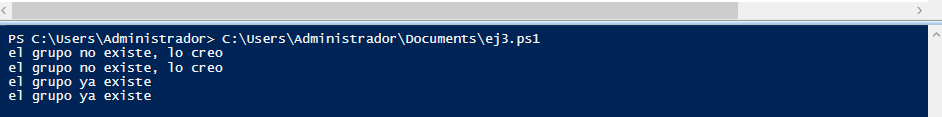 PS C:\Users\Administrador> C:\Users\Administrador\Documents\ej3.ps1
el grupo no existe, lo creo
el grupo no existe, lo creo
el grupo ya existe
el grupo ya existe